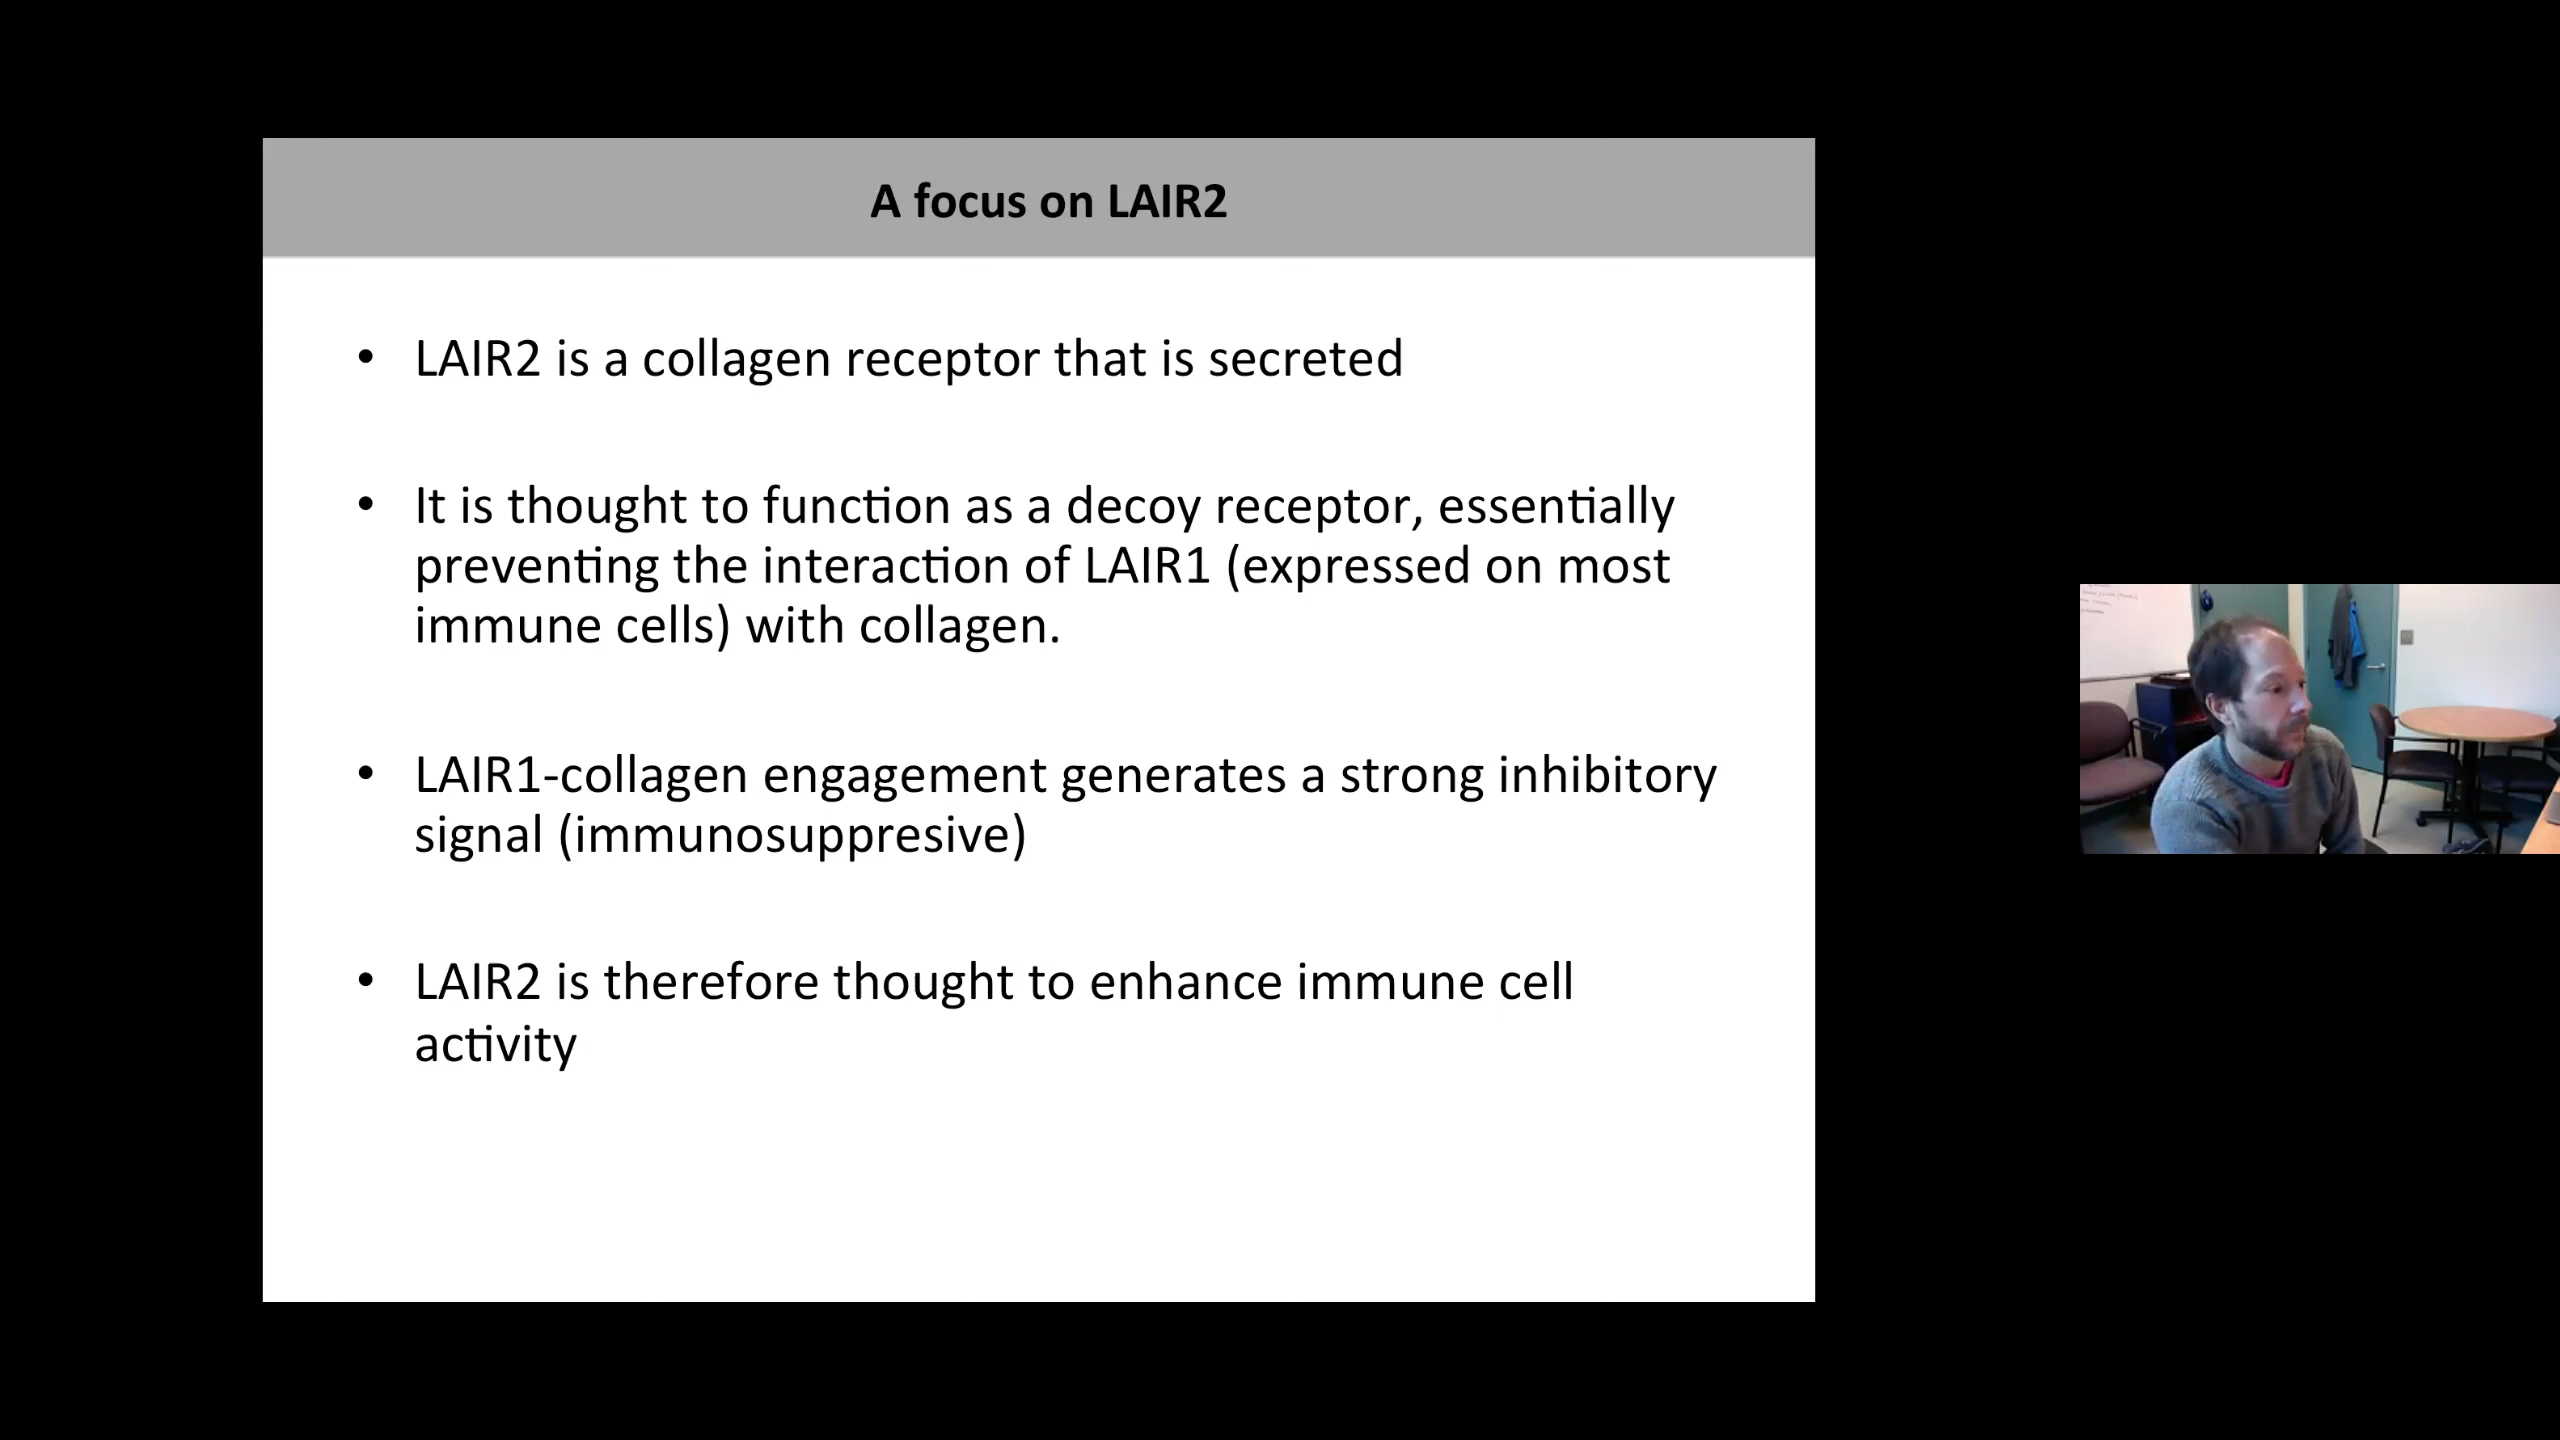 A focus on LAIR2
• LAIR2 is a collagen receptor that is secreted
• It is thought to function as a decoy receptor, essentially
preventing the interaction of LAIR1 (expressed on most
immune cells) with collagen.
• LAIR1-collagen engagement generates a strong inhibitory
signal (immunosuppresive)
• LAIR2 is therefore thought to enhance immune cell
activity